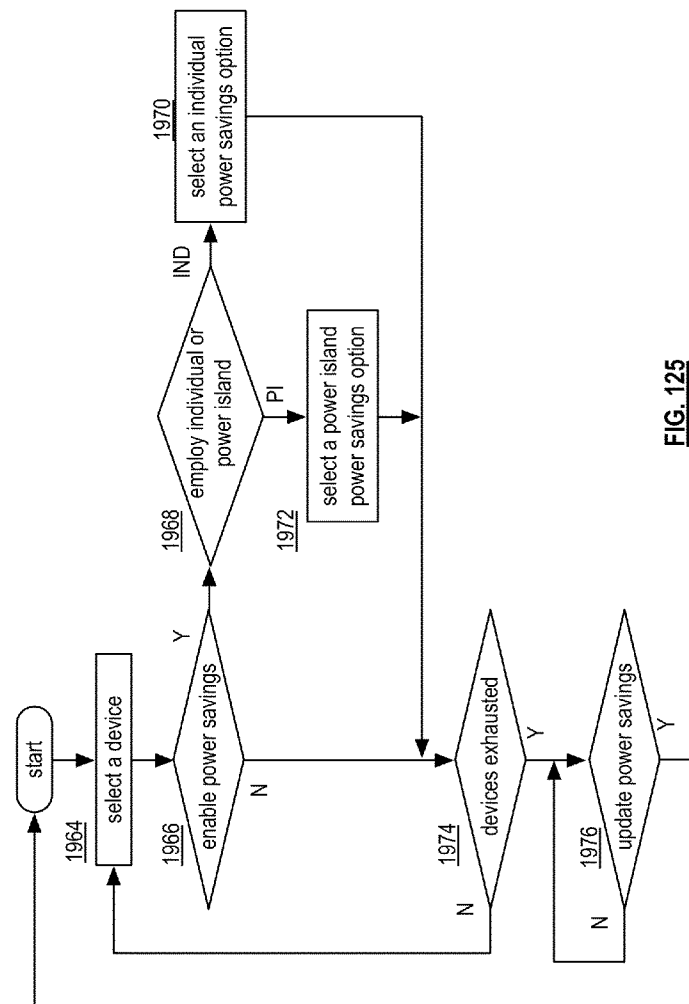 start
1964
select a device
1966
enable power savings
Y
N
1968
employ individual or
power island
IND
PI
1970
select an individual
power savings option
1972
select a power island
power savings option
1974
devices exhausted
N
Y
1976
update power savings
N
Y
FIG. 125